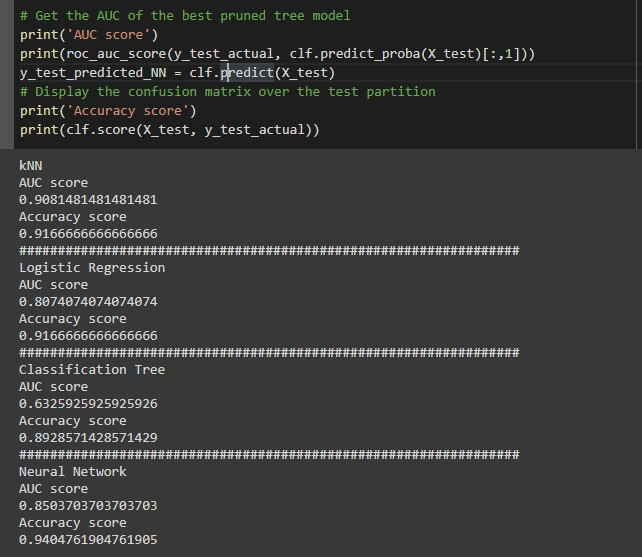 # Get the AUC of the best pruned tree model
print('AUC score')
print(roc_auc_score(y_test_actual, clf.predict_proba(X_test)[:,1]))
y_test_predicted_NN = clf.predict(X_test)
# Display the confusion matrix over the test partition
print('Accuracy score')
print(clf.score(X_test, y_test_actual))
kNN
AUC score
0.9081481481481481
Accuracy score
0.9166666666666666
#################################################################
Logistic Regression
AUC score
0.8074074074074074
Accuracy score
0.9166666666666666
#################################################################
Classification Tree
AUC score
0.6325925925925926
Accuracy score
0.8928571428571429
#################################################################
Neural Network
AUC score
0.8503703703703703
Accuracy score
0.9404761904761905